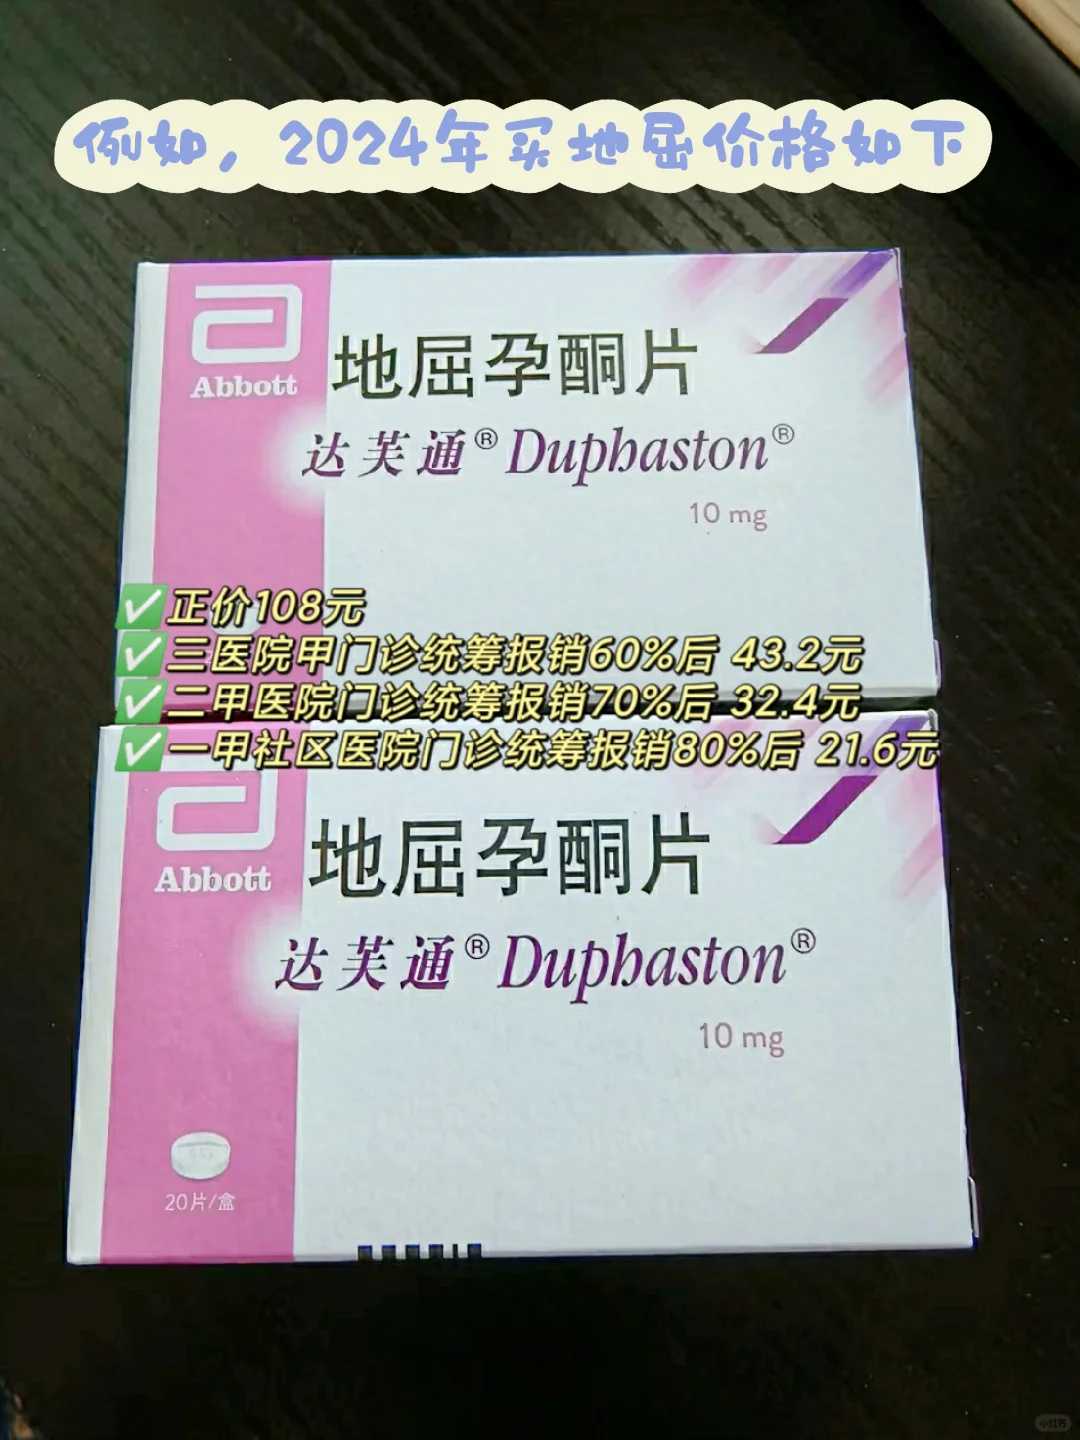 例如，2024年买地屈价格如下
Abbott
地屈孕酮片
达芙通® Duphaston®
10 mg
✅正价108元
✅三医院甲门诊统筹报销60%后 43.2元
✅二甲医院门诊统筹报销70%后 32.4元
✅一甲社区医院门诊统筹报销80%后 21.6元
Abbott
地屈孕酮片
达芙通® Duphaston®
10 mg
20片/盒
小红书